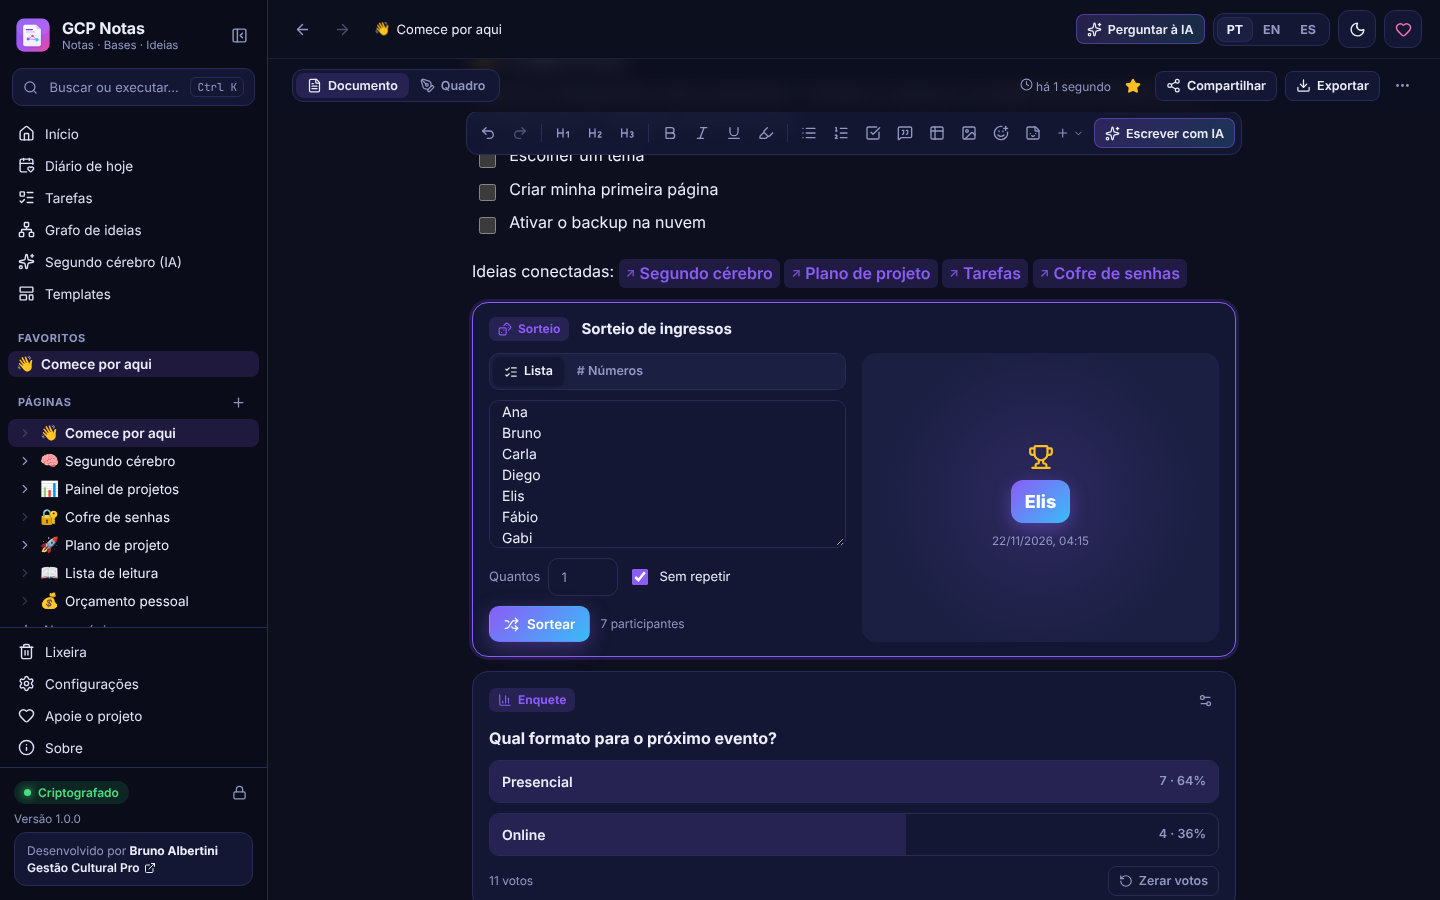 GCP Notas
Notas · Bases · Ideias
Buscar ou executar... Ctrl K
Início
Diário de hoje
Tarefas
Grafo de ideias
Segundo cérebro (IA)
Templates
FAVORITOS
Comece por aqui
PÁGINAS
Comece por aqui
Segundo cérebro
Painel de projetos
Cofre de senhas
Plano de projeto
Lista de leitura
Orçamento pessoal
Lixeira
Configurações
Apoie o projeto
Sobre
Criptografado
Versão 1.0.0
Desenvolvido por Bruno Albertini
Gestão Cultural Pro
Comece por aqui
Perguntar à IA
PT EN ES
Documento Quadro
há 1 segundo
Compartilhar
Exportar
H1 H2 H3
Escrever com IA
Escolher um tema
Criar minha primeira página
Ativar o backup na nuvem
Ideias conectadas: Segundo cérebro Plano de projeto Tarefas Cofre de senhas
Sorteio Sorteio de ingressos
Lista # Números
Ana
Bruno
Carla
Diego
Elis
Fábio
Gabi
Quantos 1 Sem repetir
Sortear 7 participantes
Elis
22/11/2026, 04:15
Enquete
Qual formato para o próximo evento?
Presencial 7 · 64%
Online 4 · 36%
11 votos Zerar votos